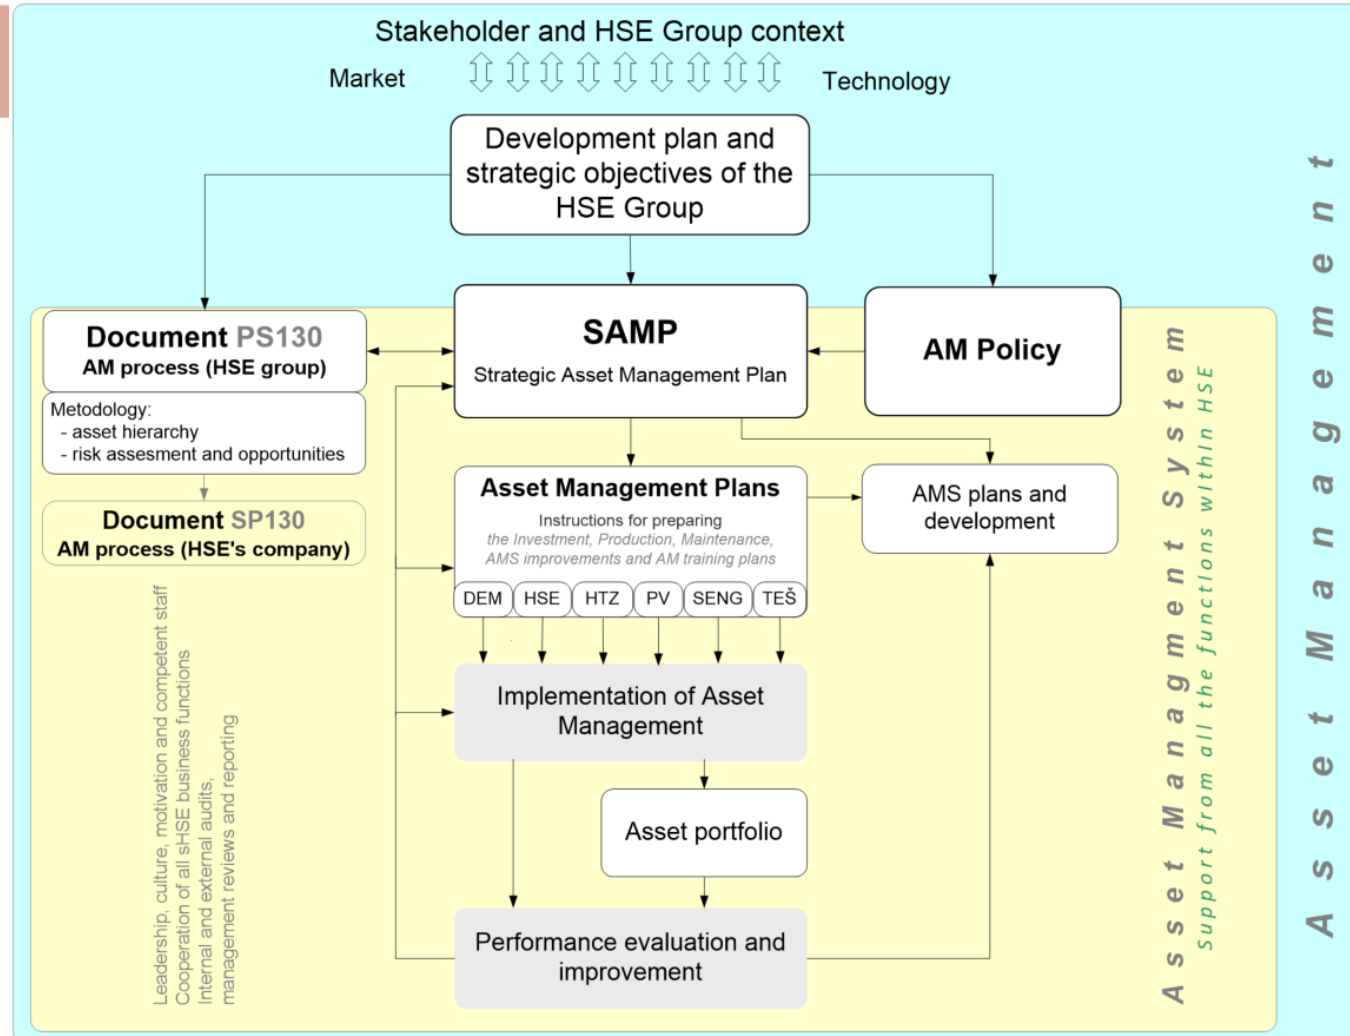 Stakeholder and HSE Group context
Market
Technology
Development plan and
strategic objectives of the
HSE Group
Document PS130
AM process (HSE group)
Metodology:
- asset hierarchy
- risk assesment and opportunities
Document SP130
AM process (HSE's company)
SAMP
Strategic Asset Management Plan
AM Policy
Asset Management Plans
Instructions for preparing
the Investment, Production, Maintenance,
AMS improvements and AM training plans
DEM
HSE
HTZ
PV
SENG
TEŠ
AMS plans and
development
Implementation of Asset
Management
Asset portfolio
Performance evaluation and
improvement
Leadership, culture, motivation and competent staff
Cooperation of all sHSE business functions
Internal and external audits,
management reviews and reporting
Asset Managment System
Support from all the functions wIthIn HSE
Asset Management